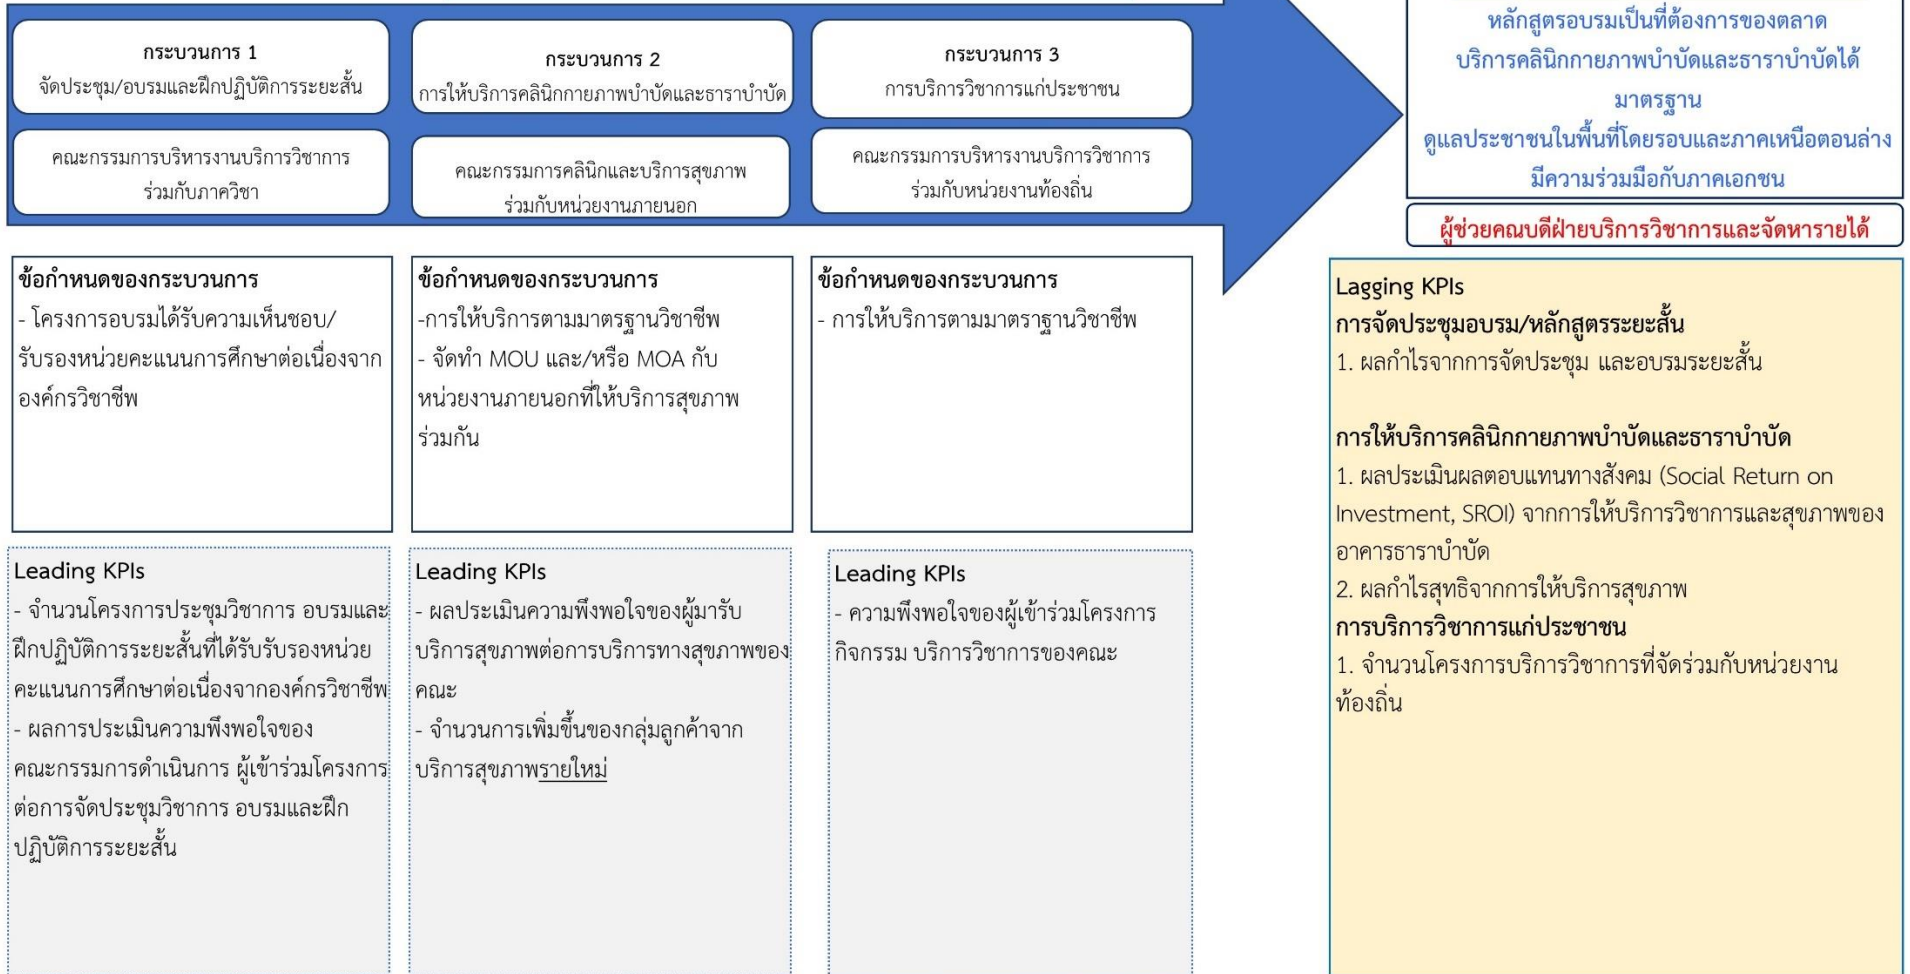 กระบวนการ 1
จัดประชุม/อบรมและฝึกปฏิบัติการระยะสั้น
กระบวนการ 2
การให้บริการคลินิกกายภาพบำบัดและธาราบำบัด
กระบวนการ 3
การบริการวิชาการแก่ประชาชน
คณะกรรมการบริหารงานบริการวิชาการ
ร่วมกับภาควิชา
คณะกรรมการคลินิกและบริการสุขภาพ
ร่วมกับหน่วยงานภายนอก
คณะกรรมการบริหารงานบริการวิชาการ
ร่วมกับหน่วยงานท้องถิ่น
หลักสูตรอบรมเป็นที่ต้องการของตลาด
บริการคลินิกกายภาพบำบัดและธาราบำบัดได้
มาตรฐาน
ดูแลประชาชนในพื้นที่โดยรอบและภาคเหนือตอนล่าง
มีความร่วมมือกับภาคเอกชน
ผู้ช่วยคณบดีฝ่ายบริการวิชาการและจัดหารายได้
ข้อกำหนดของกระบวนการ
- โครงการอบรมได้รับความเห็นชอบ/
รับรองหน่วยคะแนนการศึกษาต่อเนื่องจาก
องค์กรวิชาชีพ
ข้อกำหนดของกระบวนการ
-การให้บริการตามมาตรฐานวิชาชีพ
- จัดทำ MOU และ/หรือ MOA กับ
หน่วยงานภายนอกที่ให้บริการสุขภาพ
ร่วมกัน
ข้อกำหนดของกระบวนการ
- การให้บริการตามมาตราฐานวิชาชีพ
Leading KPIs
- จำนวนโครงการประชุมวิชาการ อบรมและ
ฝึกปฏิบัติการระยะสั้นที่ได้รับรับรองหน่วย
คะแนนการศึกษาต่อเนื่องจากองค์กรวิชาชีพ
- ผลการประเมินความพึงพอใจของ
คณะกรรมการดำเนินการ ผู้เข้าร่วมโครงการ
ต่อการจัดประชุมวิชาการ อบรมและฝึก
ปฏิบัติการระยะสั้น
Leading KPIs
- ผลประเมินความพึงพอใจของผู้มารับ
บริการสุขภาพต่อการบริการทางสุขภาพของ
คณะ
- จำนวนการเพิ่มขึ้นของกลุ่มลูกค้าจาก
บริการสุขภาพรายใหม่
Leading KPIs
- ความพึงพอใจของผู้เข้าร่วมโครงการ
กิจกรรม บริการวิชาการของคณะ
Lagging KPIs
การจัดประชุมอบรม/หลักสูตรระยะสั้น
1. ผลกำไรจากการจัดประชุม และอบรมระยะสั้น
การให้บริการคลินิกกายภาพบำบัดและธาราบำบัด
1. ผลประเมินผลตอบแทนทางสังคม (Social Return on
Investment, SROI) จากการให้บริการวิชาการและสุขภาพของ
อาคารธาราบำบัด
2. ผลกำไรสุทธิจากการให้บริการสุขภาพ
การบริการวิชาการแก่ประชาชน
1. จำนวนโครงการบริการวิชาการที่จัดร่วมกับหน่วยงาน
ท้องถิ่น